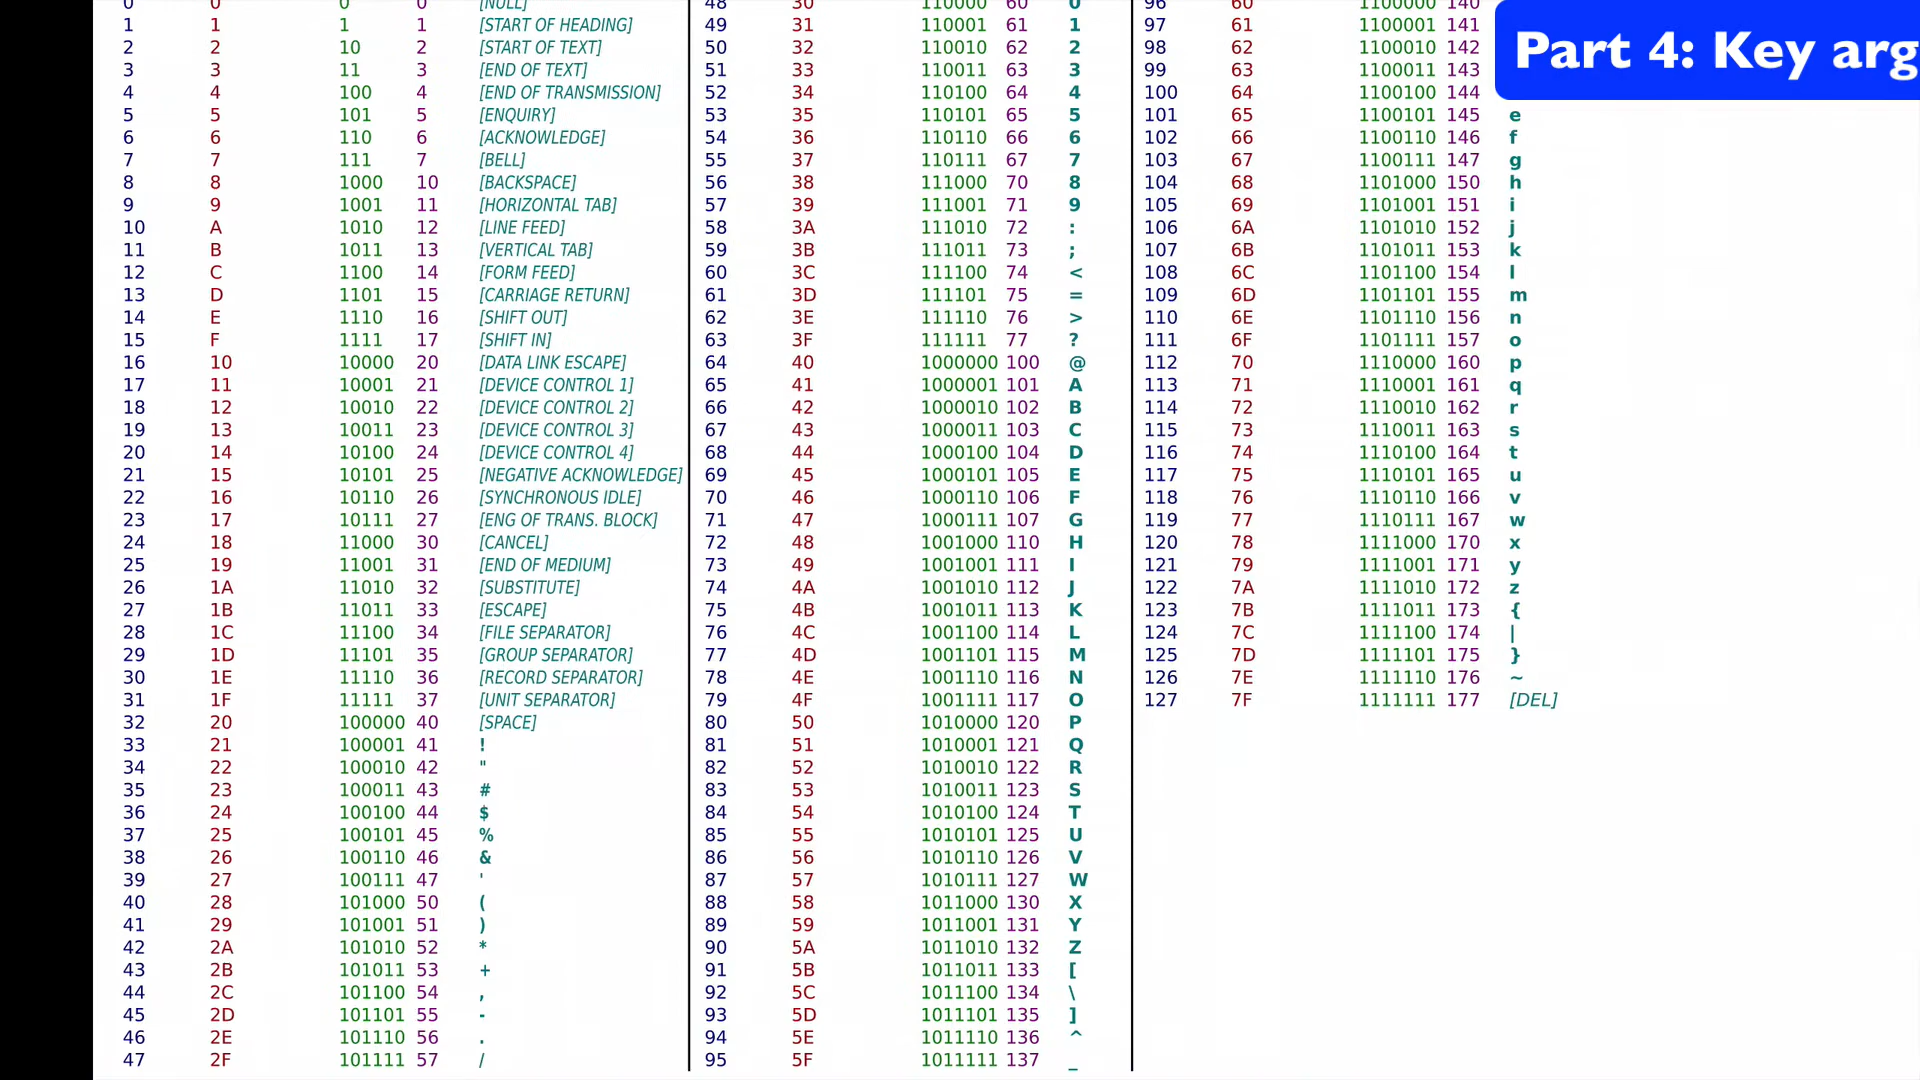 0 0 0 0 [NULL] 48 30 110000 60 0 96 60 1100000 140
1 1 1 1 [START OF HEADING] 49 31 110001 61 1 97 61 1100001 141
2 2 10 2 [START OF TEXT] 50 32 110010 62 2 98 62 1100010 142
Part 4: Key arg
3 3 11 3 [END OF TEXT] 51 33 110011 63 3 99 63 1100011 143
4 4 100 4 [END OF TRANSMISSION] 52 34 110100 64 4 100 64 1100100 144
5 5 101 5 [ENQUIRY] 53 35 110101 65 5 101 65 1100101 145 e
6 6 110 6 [ACKNOWLEDGE] 54 36 110110 66 6 102 66 1100110 146 f
7 7 111 7 [BELL] 55 37 110111 67 7 103 67 1100111 147 g
8 8 1000 10 [BACKSPACE] 56 38 111000 70 8 104 68 1101000 150 h
9 9 1001 11 [HORIZONTAL TAB] 57 39 111001 71 9 105 69 1101001 151 i
10 A 1010 12 [LINE FEED] 58 3A 111010 72 : 106 6A 1101010 152 j
11 B 1011 13 [VERTICAL TAB] 59 3B 111011 73 ; 107 6B 1101011 153 k
12 C 1100 14 [FORM FEED] 60 3C 111100 74 < 108 6C 1101100 154 l
13 D 1101 15 [CARRIAGE RETURN] 61 3D 111101 75 = 109 6D 1101101 155 m
14 E 1110 16 [SHIFT OUT] 62 3E 111110 76 > 110 6E 1101110 156 n
15 F 1111 17 [SHIFT IN] 63 3F 111111 77 ? 111 6F 1101111 157 o
16 10 10000 20 [DATA LINK ESCAPE] 64 40 1000000 100 @ 112 70 1110000 160 p
17 11 10001 21 [DEVICE CONTROL 1] 65 41 1000001 101 A 113 71 1110001 161 q
18 12 10010 22 [DEVICE CONTROL 2] 66 42 1000010 102 B 114 72 1110010 162 r
19 13 10011 23 [DEVICE CONTROL 3] 67 43 1000011 103 C 115 73 1110011 163 s
20 14 10100 24 [DEVICE CONTROL 4] 68 44 1000100 104 D 116 74 1110100 164 t
21 15 10101 25 [NEGATIVE ACKNOWLEDGE] 69 45 1000101 105 E 117 75 1110101 165 u
22 16 10110 26 [SYNCHRONOUS IDLE] 70 46 1000110 106 F 118 76 1110110 166 v
23 17 10111 27 [ENG OF TRANS. BLOCK] 71 47 1000111 107 G 119 77 1110111 167 w
24 18 11000 30 [CANCEL] 72 48 1001000 110 H 120 78 1111000 170 x
25 19 11001 31 [END OF MEDIUM] 73 49 1001001 111 I 121 79 1111001 171 y
26 1A 11010 32 [SUBSTITUTE] 74 4A 1001010 112 J 122 7A 1111010 172 z
27 1B 11011 33 [ESCAPE] 75 4B 1001011 113 K 123 7B 1111011 173 {
28 1C 11100 34 [FILE SEPARATOR] 76 4C 1001100 114 L 124 7C 1111100 174 |
29 1D 11101 35 [GROUP SEPARATOR] 77 4D 1001101 115 M 125 7D 1111101 175 }
30 1E 11110 36 [RECORD SEPARATOR] 78 4E 1001110 116 N 126 7E 1111110 176 ~
31 1F 11111 37 [UNIT SEPARATOR] 79 4F 1001111 117 O 127 7F 1111111 177 [DEL]
32 20 100000 40 [SPACE] 80 50 1010000 120 P
33 21 100001 41 ! 81 51 1010001 121 Q
34 22 100010 42 " 82 52 1010010 122 R
35 23 100011 43 # 83 53 1010011 123 S
36 24 100100 44 $ 84 54 1010100 124 T
37 25 100101 45 % 85 55 1010101 125 U
38 26 100110 46 & 86 56 1010110 126 V
39 27 100111 47 ' 87 57 1010111 127 W
40 28 101000 50 ( 88 58 1011000 130 X
41 29 101001 51 ) 89 59 1011001 131 Y
42 2A 101010 52 * 90 5A 1011010 132 Z
43 2B 101011 53 + 91 5B 1011011 133 [
44 2C 101100 54 , 92 5C 1011100 134 \
45 2D 101101 55 - 93 5D 1011101 135 ]
46 2E 101110 56 . 94 5E 1011110 136 ^
47 2F 101111 57 / 95 5F 1011111 137 _